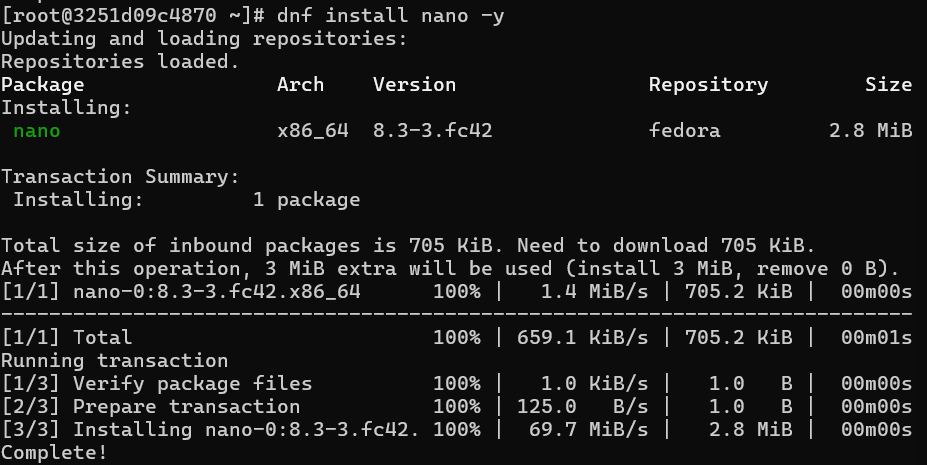 [root@3251d09c4870 ~]# dnf install nano -y
Updating and loading repositories:
Repositories loaded.
Package                Arch    Version                Repository        Size
Installing:
 nano                  x86_64  8.3-3.fc42             fedora         2.8 MiB

Transaction Summary:
 Installing:         1 package

Total size of inbound packages is 705 KiB. Need to download 705 KiB.
After this operation, 3 MiB extra will be used (install 3 MiB, remove 0 B).
[1/1] nano-0:8.3-3.fc42.x86_64      100% |   1.4 MiB/s | 705.2 KiB |  00m00s
----------------------------------------------------------------------------
[1/1] Total                         100% | 659.1 KiB/s | 705.2 KiB |  00m01s
Running transaction
[1/3] Verify package files          100% |   1.0 KiB/s |   1.0   B |  00m00s
[2/3] Prepare transaction           100% | 125.0   B/s |   1.0   B |  00m00s
[3/3] Installing nano-0:8.3-3.fc42. 100% |  69.7 MiB/s |   2.8 MiB |  00m00s
Complete!